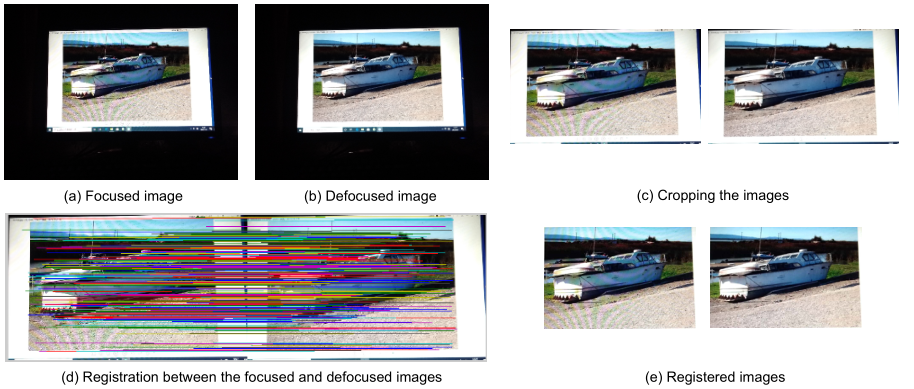 (a) Focused image
(b) Defocused image
(c) Cropping the images
(d) Registration between the focused and defocused images
(e) Registered images